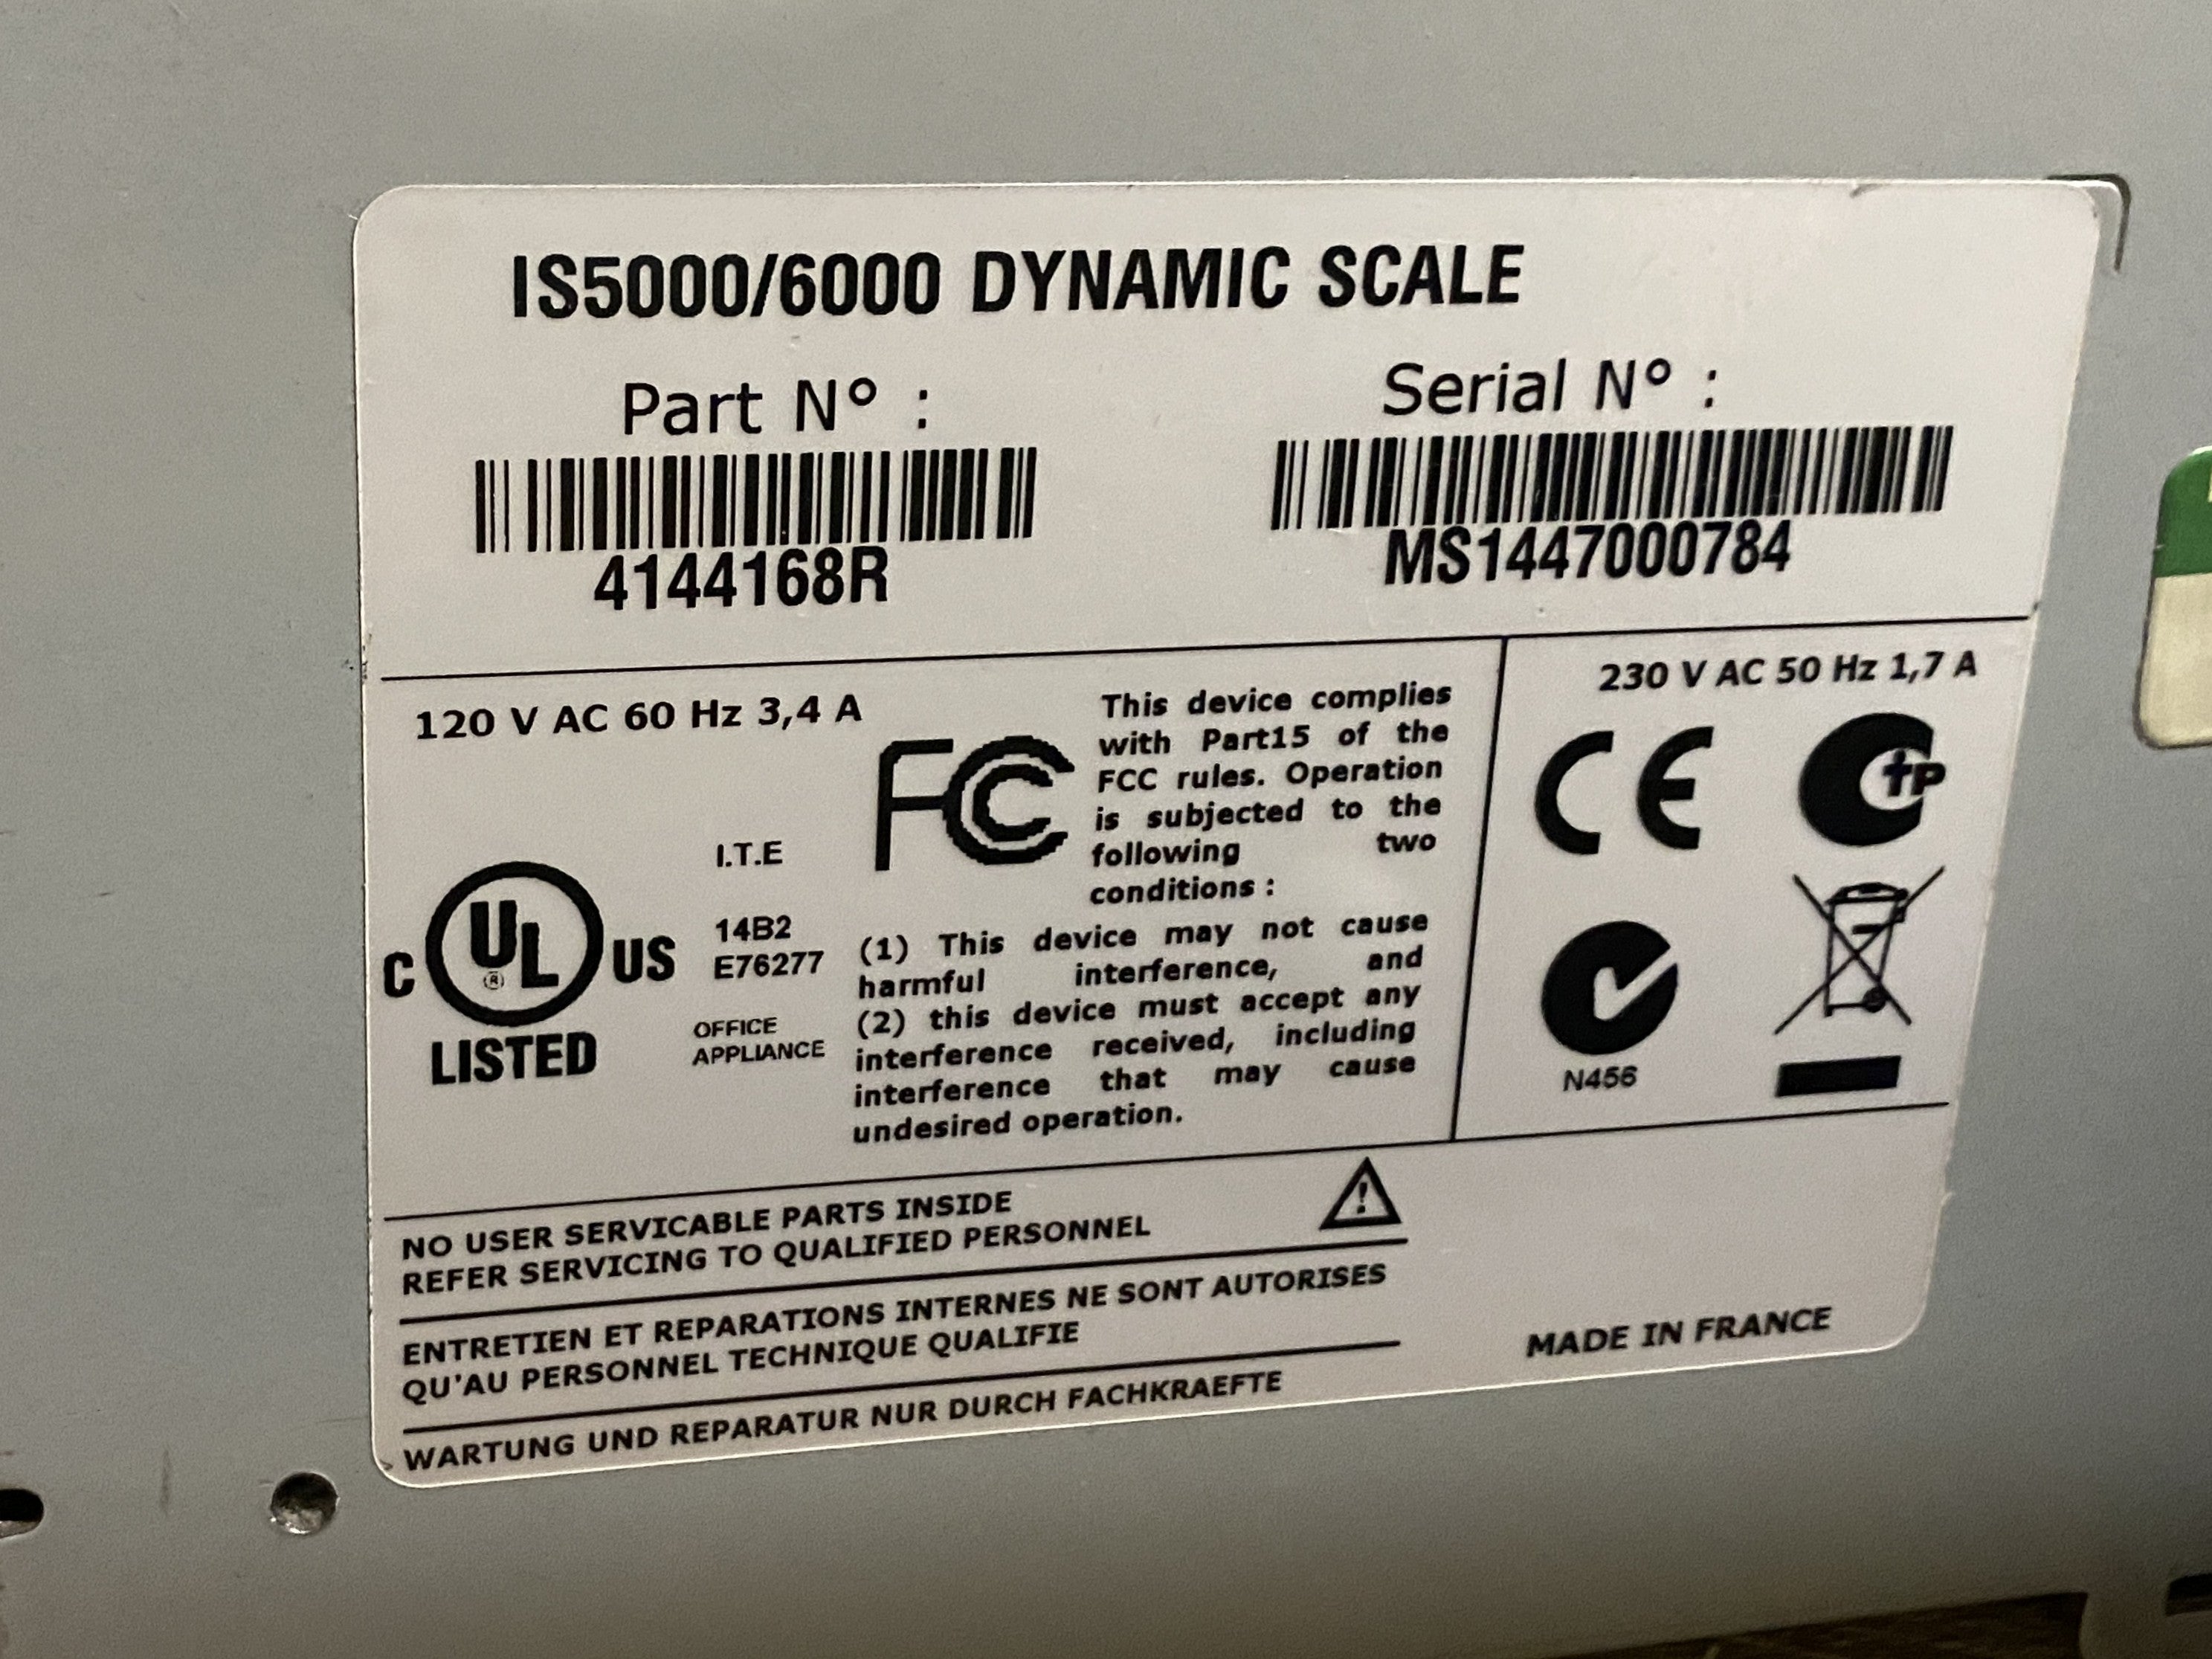 IS5000/6000 DYNAMIC SCALE
Part N° :
4144168R
Serial N° :
MS1447000784
120 V AC 60 Hz 3,4 A
FCC
This device complies
with Part15 of the
FCC rules. Operation
is subjected to the
following two
conditions :
(1) This device may not cause
harmful interference, and
(2) this device must accept any
interference received, including
interference that may cause
undesired operation.
C UL ® US
LISTED
I.T.E
14B2
E76277
OFFICE
APPLIANCE
230 V AC 50 Hz 1,7 A
CE
N456
NO USER SERVICABLE PARTS INSIDE
REFER SERVICING TO QUALIFIED PERSONNEL
!
ENTRETIEN ET REPARATIONS INTERNES NE SONT AUTORISES
QU'AU PERSONNEL TECHNIQUE QUALIFIE
WARTUNG UND REPARATUR NUR DURCH FACHKRAEFTE
MADE IN FRANCE